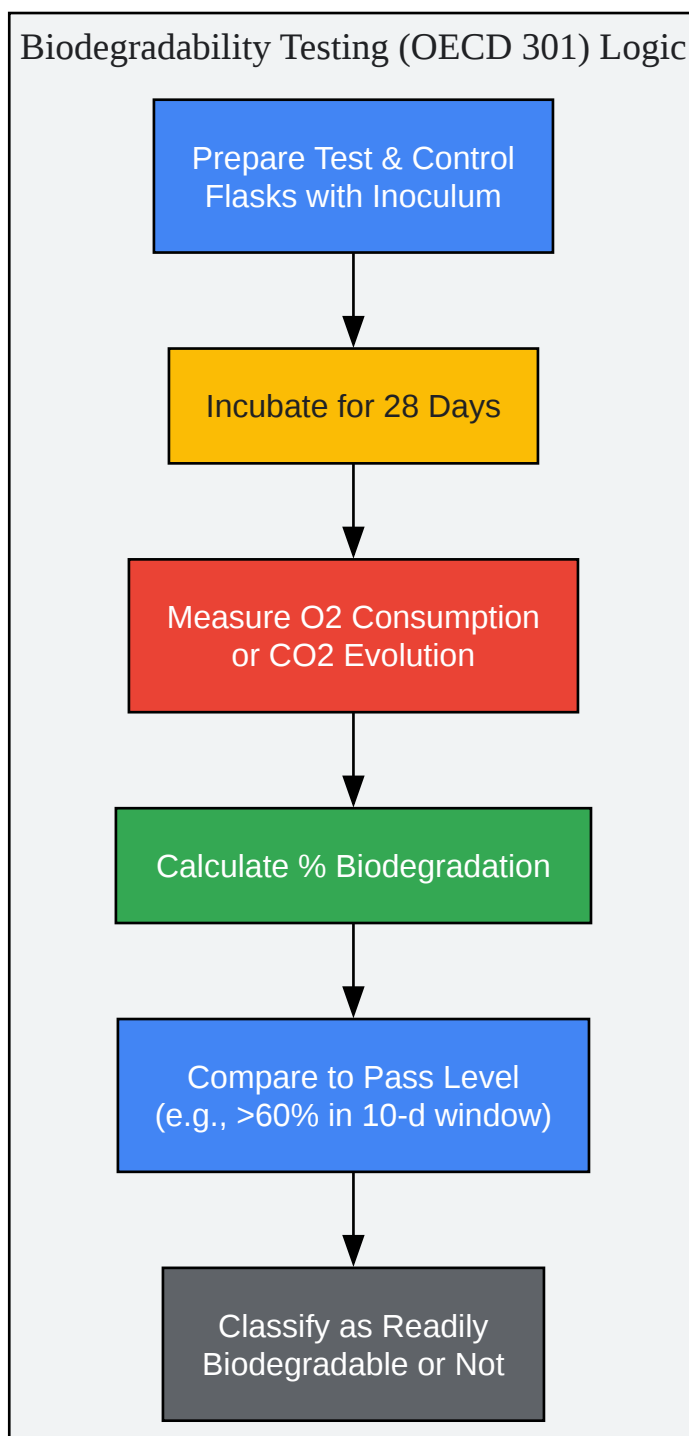 Biodegradability Testing (OECD 301) Logic
Prepare Test & Control
Flasks with Inoculum
Incubate for 28 Days
Measure O2 Consumption
or CO2 Evolution
Calculate % Biodegradation
Compare to Pass Level
(e.g., >60% in 10-d window)
Classify as Readily
Biodegradable or Not